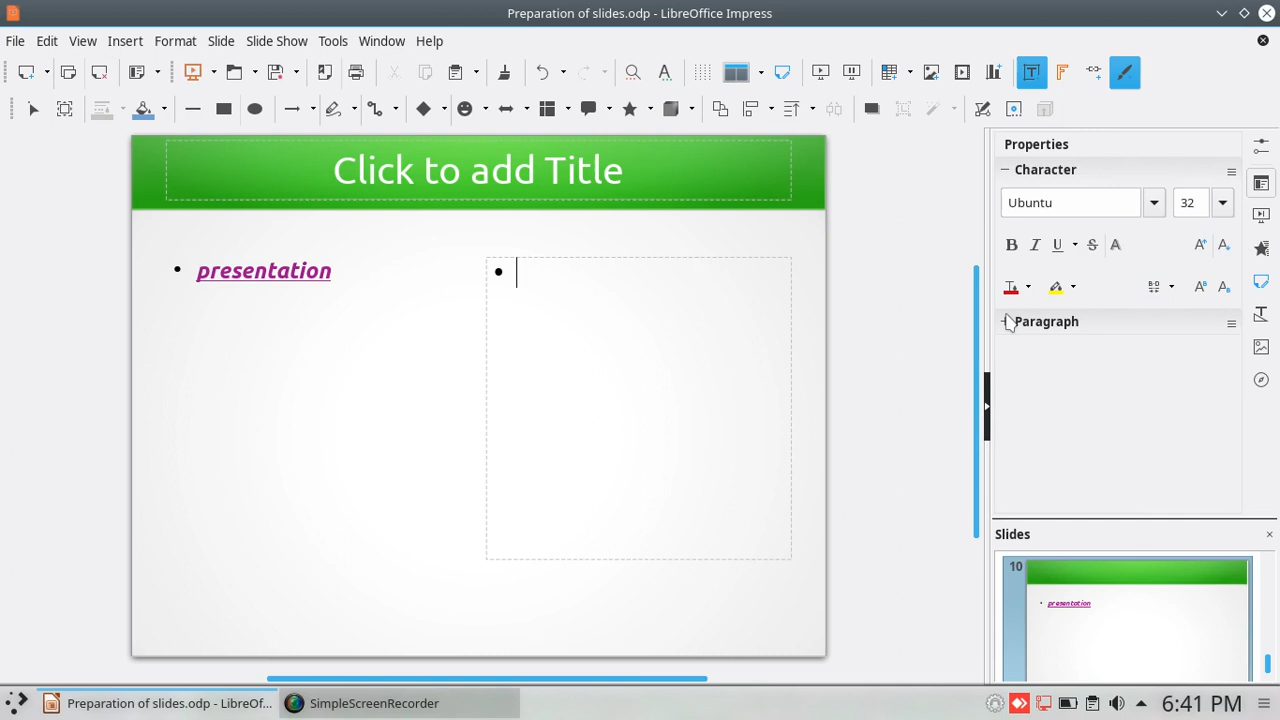 Preparation of slides.odp - LibreOffice Impress
File Edit View Insert Format Slide Slide Show Tools Window Help
Click to add Title
• presentation
•
Properties
Character
Ubuntu 32
Paragraph
Slides
10
• presentation
Preparation of slides.odp - LibreOf... SimpleScreenRecorder 6:41 PM